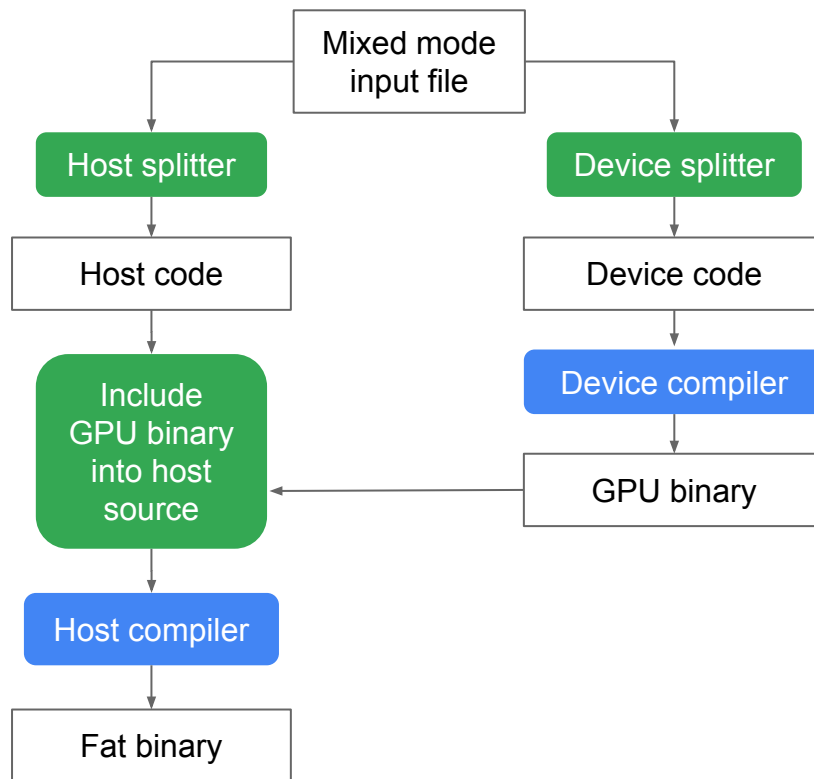 Mixed mode
input file
Host splitter
Device splitter
Host code
Device code
Include
GPU binary
into host
source
Device compiler
GPU binary
Host compiler
Fat binary